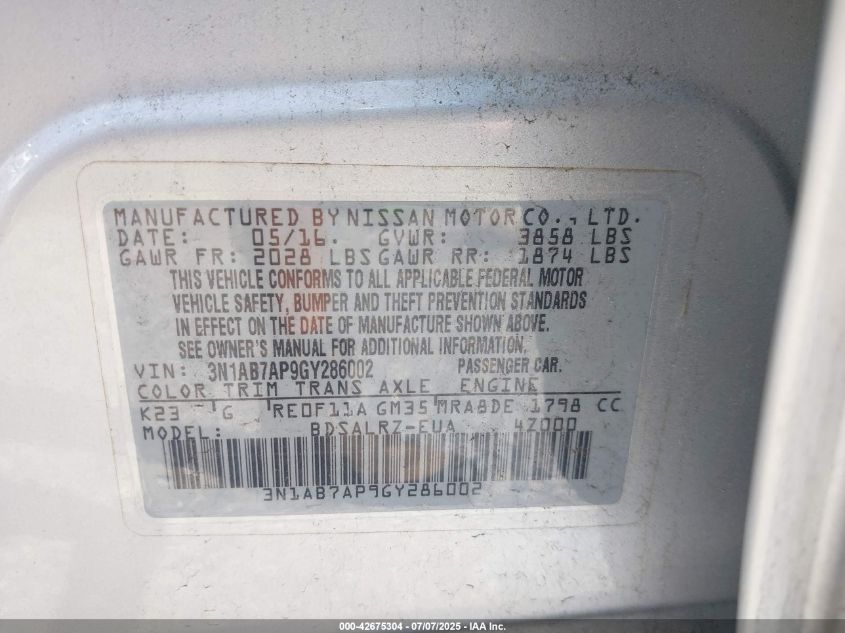 MANUFACTURED BY NISSAN MOTOR CO., LTD.
DATE: 05/16. GVWR: 3858 LBS
GAWR FR: 2028 LBS GAWR RR: 1874 LBS
THIS VEHICLE CONFORMS TO ALL APPLICABLE FEDERAL MOTOR
VEHICLE SAFETY, BUMPER AND THEFT PREVENTION STANDARDS
IN EFFECT ON THE DATE OF MANUFACTURE SHOWN ABOVE.
SEE OWNER'S MANUAL FOR ADDITIONAL INFORMATION.
VIN: 3N1AB7AP9GY286002 PASSENGER CAR.
COLOR TRIM TRANS AXLE ENGINE
K23 G RE0F11A GM35 MRA8DE 1798 CC
MODEL: BDSALRZ-EUA 4Z000
3N1AB7AP9GY286002
000-42675304 / 07/07/2025 - IAA Inc.